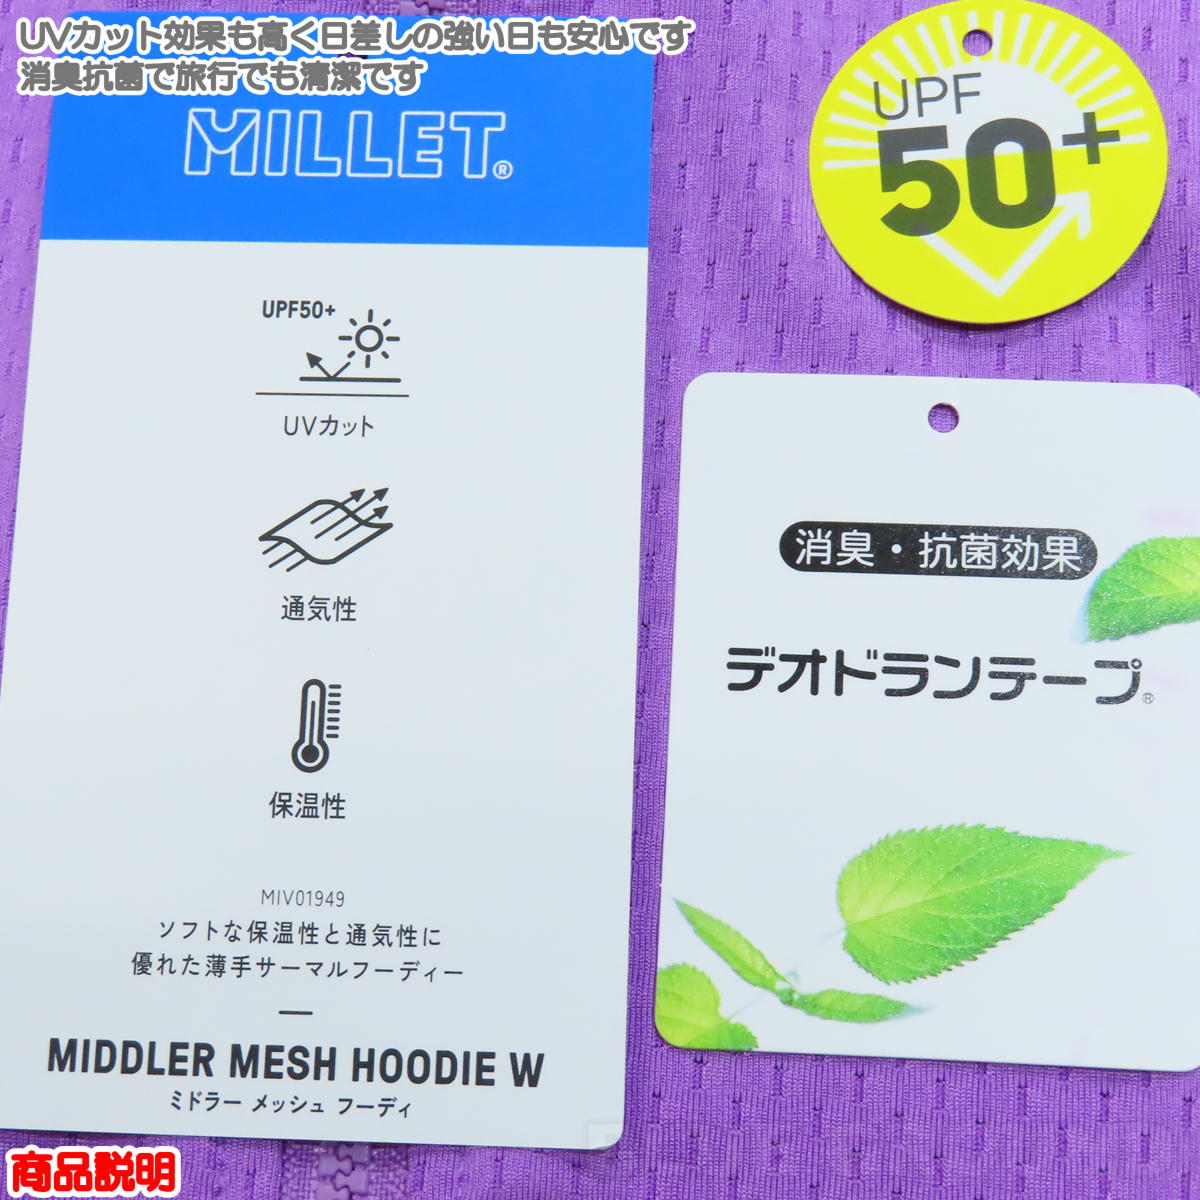 UVカット効果も高く日差しの強い日も安心です
消臭抗菌で旅行でも清潔です
MILLET®
UPF50+
UVカット
通気性
保温性
MIV01949
ソフトな保温性と通気性に
優れた薄手サーマルフーディー
MIDDLER MESH HOODIE W
ミドラー メッシュ フーディ
UPF
50+
消臭・抗菌効果
デオドランテープ®
商品説明